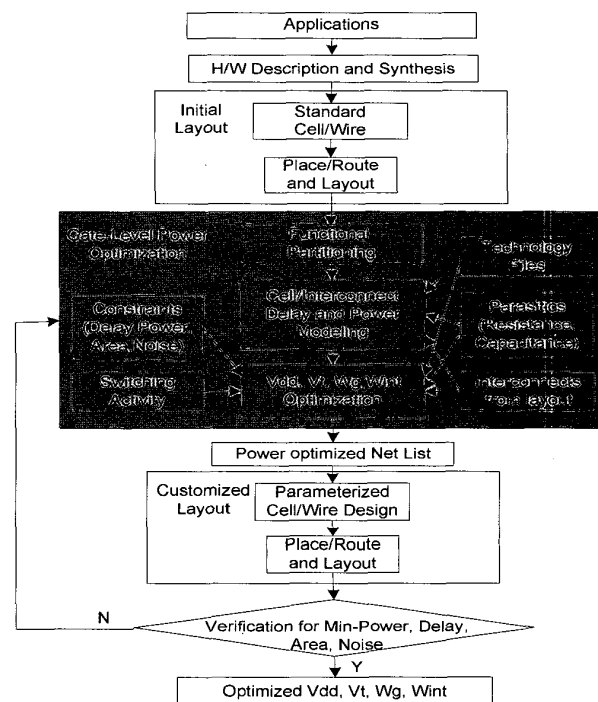 Applications
H/W Description and Synthesis
Initial
Layout
Standard
Cell/Wire
Place/Route
and Layout
Gate-Level Power
Optimization
Functional
Partitioning
Technology
Files
Cell/Interconnect
Delay and Power
Modeling
Constraints
(Delay Power,
Area, Noise)
Parasitics
(Resistance,
Capacitance)
Switching
Activity
Vdd, Vt, Wg, Wint
Optimization
Interconnects
from layout
Power optimized Net List
Customized
Layout
Parameterized
Cell/Wire Design
Place/Route
and Layout
N
Verification for Min-Power, Delay,
Area, Noise
Y
Optimized Vdd, Vt, Wg, Wint